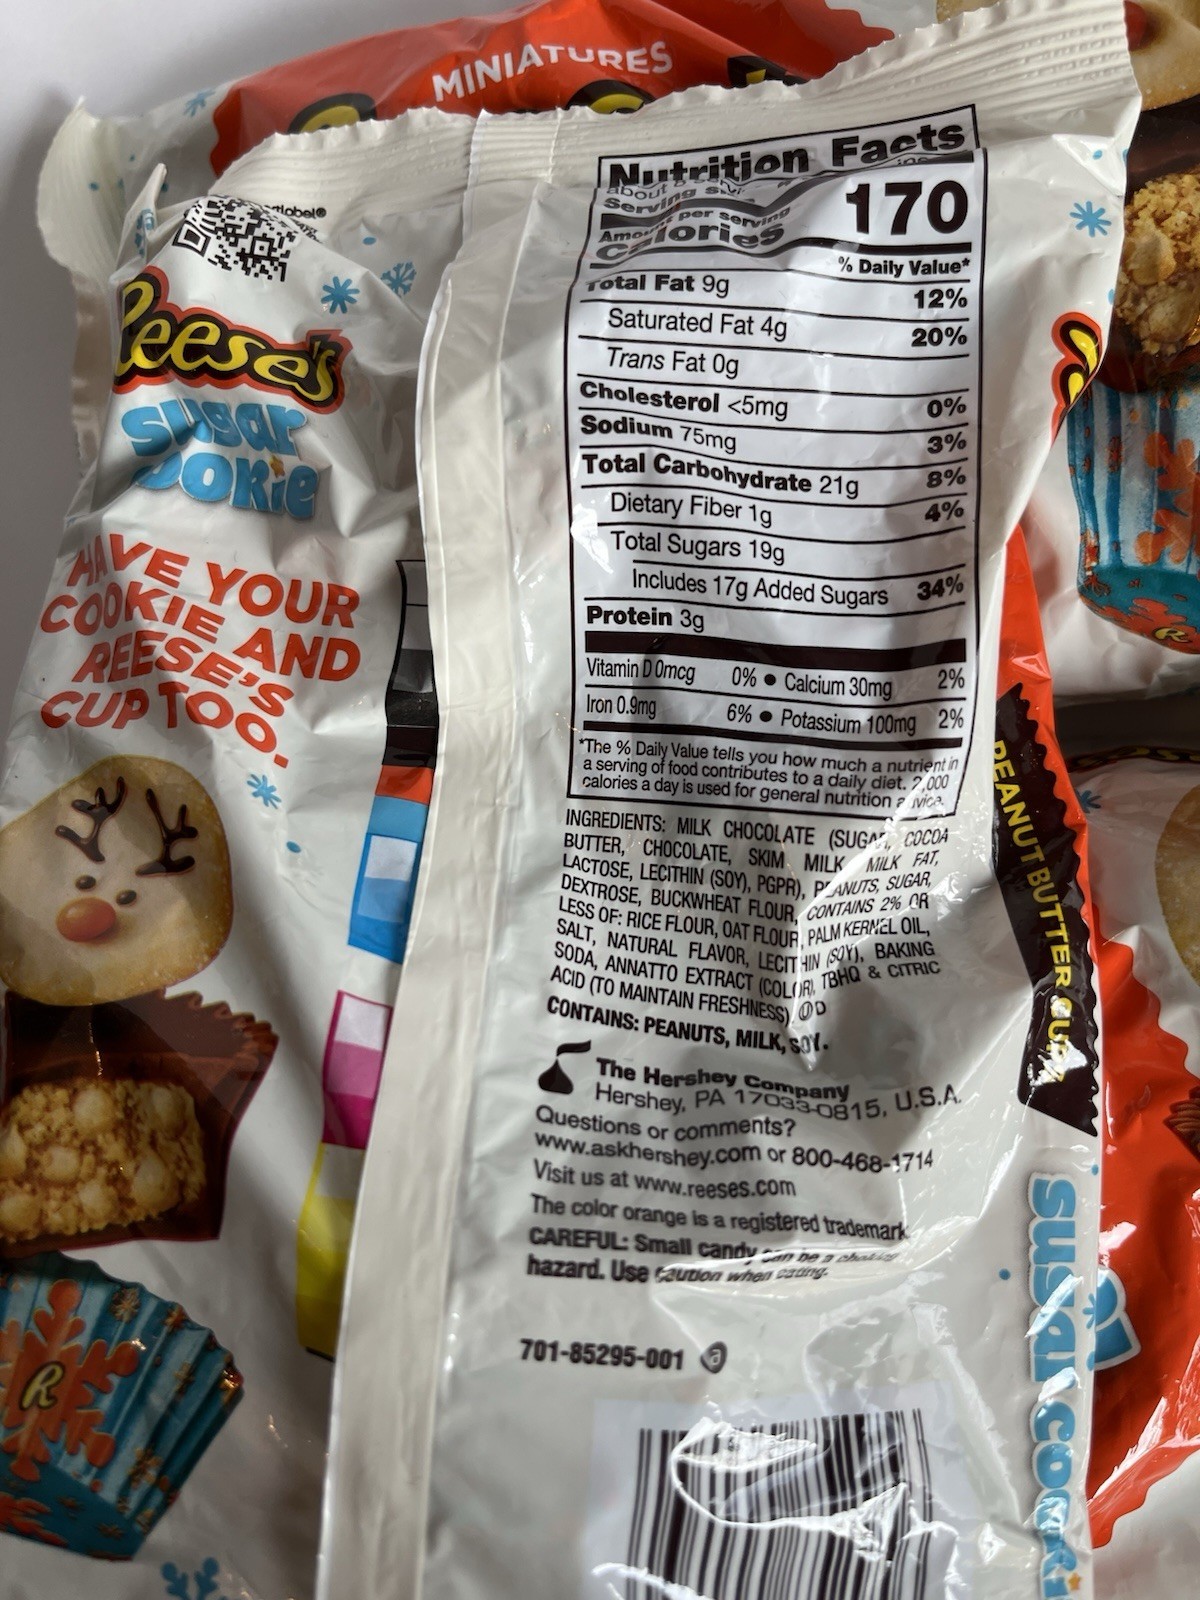 MINIATURES
Reese's
sugar
HAVE YOUR
COOKIE AND
REESE'S
CUP TOO.
R
Nutrition Facts
about 8
Serving
Amount per serving
Calories 170
% Daily Value*
Total Fat 9g 12%
Saturated Fat 4g 20%
Trans Fat 0g
Cholesterol <5mg 0%
Sodium 75mg 3%
Total Carbohydrate 21g 8%
Dietary Fiber 1g 4%
Total Sugars 19g
Includes 17g Added Sugars 34%
Protein 3g
Vitamin D 0mcg 0% • Calcium 30mg 2%
Iron 0.9mg 6% • Potassium 100mg 2%
*The % Daily Value tells you how much a nutrient in
a serving of food contributes to a daily diet. 2,000
calories a day is used for general nutrition advice.
INGREDIENTS: MILK CHOCOLATE (SUGAR, COCOA
BUTTER, CHOCOLATE, SKIM MILK, MILK FAT,
LACTOSE, LECITHIN (SOY), PGPR), PEANUTS, SUGAR,
DEXTROSE, BUCKWHEAT FLOUR, CONTAINS 2% OR
LESS OF: RICE FLOUR, OAT FLOUR, PALM KERNEL OIL,
SALT, NATURAL FLAVOR, LECITHIN (SOY), BAKING
SODA, ANNATTO EXTRACT (COLOR), TBHQ & CITRIC
ACID (TO MAINTAIN FRESHNESS) Ⓤ D
CONTAINS: PEANUTS, MILK, SOY.
The Hershey Company
Hershey, PA 17033-0815, U.S.A.
Questions or comments?
www.askhershey.com or 800-468-1714
Visit us at www.reeses.com
The color orange is a registered trademark
CAREFUL: Small candy can be a choking
hazard. Use caution when eating.
701-85295-001
PEANUT BUTTER CUPS
sugar cooki
R